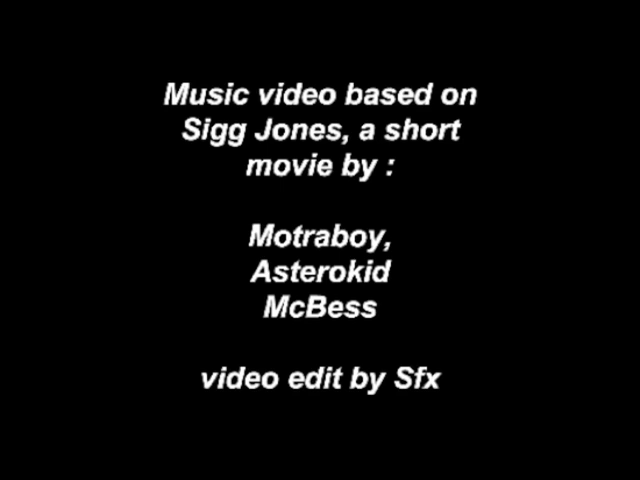 Music video based on
Sigg Jones, a short
movie by :
Motraboy,
Asterokid
McBess
video edit by Sfx